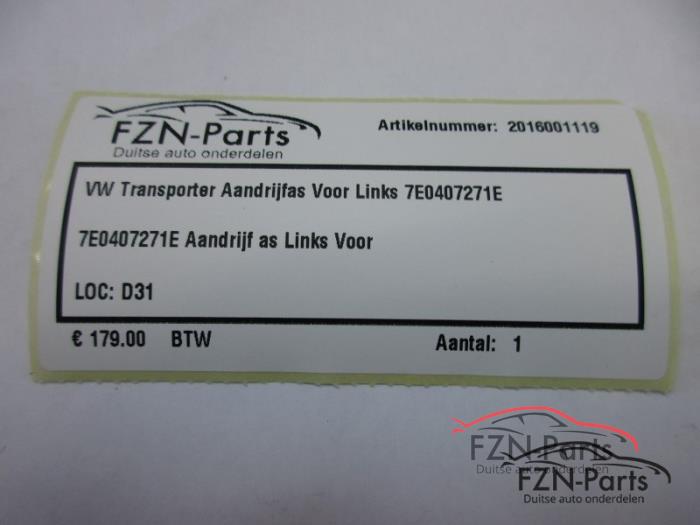 FZN-Parts
Duitse auto onderdelen
Artikelnummer: 2016001119
VW Transporter Aandrijfas Voor Links 7E0407271E
7E0407271E Aandrijf as Links Voor
LOC: D31
€ 179.00 BTW
Aantal: 1
FZN-Parts
Duitse auto onderdelen
FZN-Parts
Duitse auto onderdelen